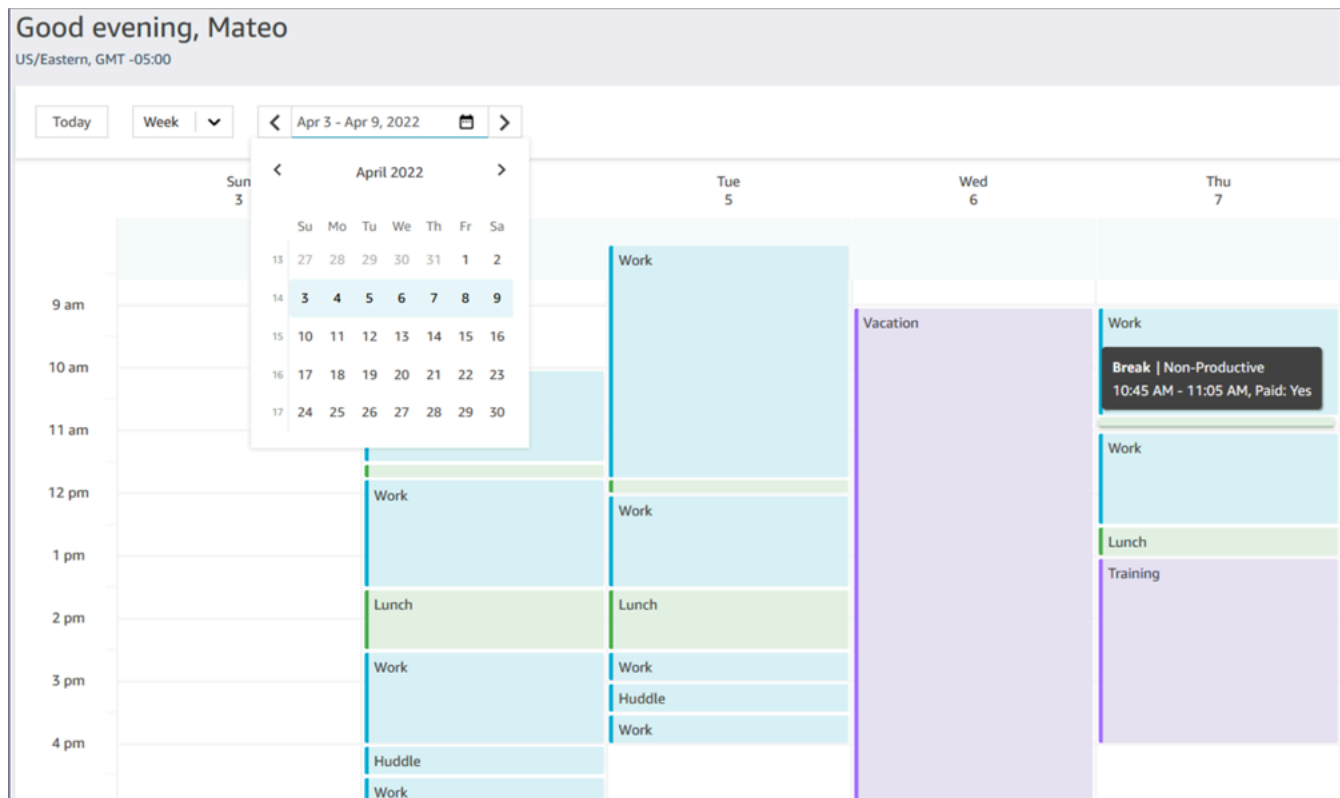 Good evening, Mateo
US/Eastern, GMT -05:00
Today
Week
Apr 3 - Apr 9, 2022
April 2022
Su Mo Tu We Th Fr Sa
13 27 28 29 30 31 1 2
14 3 4 5 6 7 8 9
15 10 11 12 13 14 15 16
16 17 18 19 20 21 22 23
17 24 25 26 27 28 29 30
Sun
3
Tue
5
Wed
6
Thu
7
9 am
10 am
11 am
12 pm
1 pm
2 pm
3 pm
4 pm
Work
Lunch
Work
Huddle
Work
Work
Work
Lunch
Work
Huddle
Work
Vacation
Work
Break | Non-Productive
10:45 AM - 11:05 AM, Paid: Yes
Work
Lunch
Training